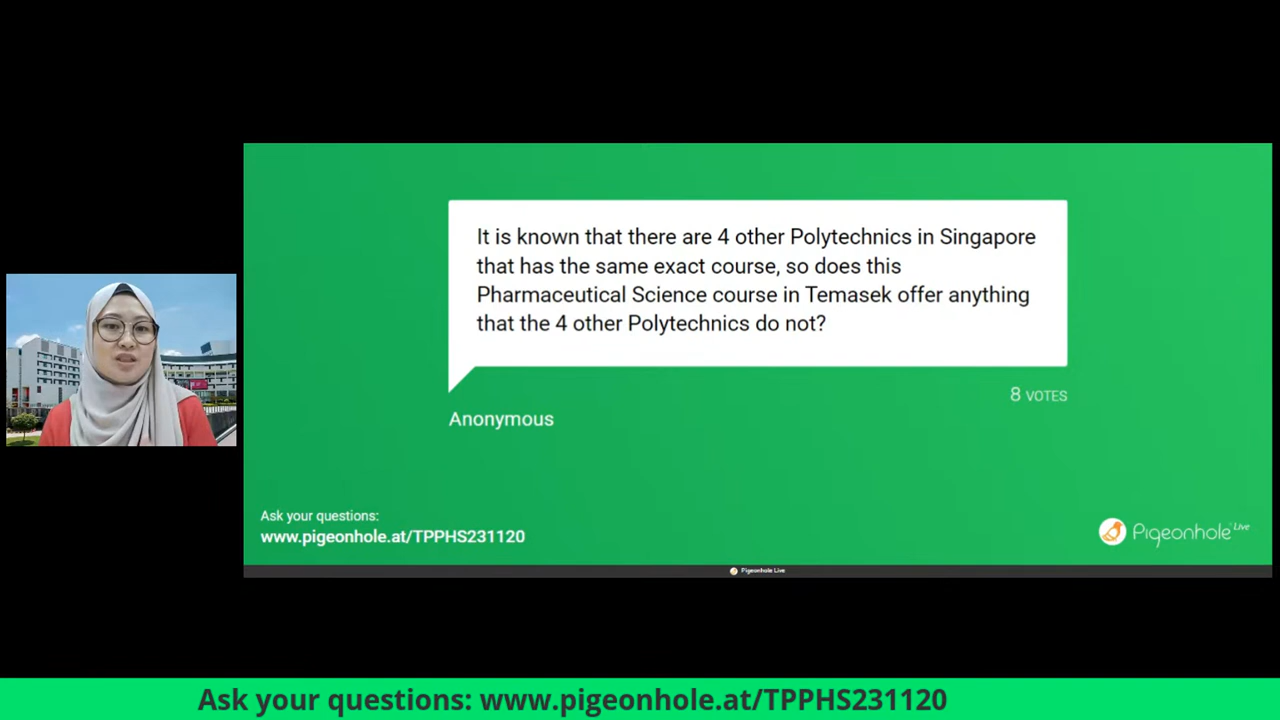 It is known that there are 4 other Polytechnics in Singapore
that has the same exact course, so does this
Pharmaceutical Science course in Temasek offer anything
that the 4 other Polytechnics do not?
8 VOTES
Anonymous
Ask your questions:
www.pigeonhole.at/TPPHS231120
Pigeonhole Live
Pigeonhole Live
Ask your questions: www.pigeonhole.at/TPPHS231120